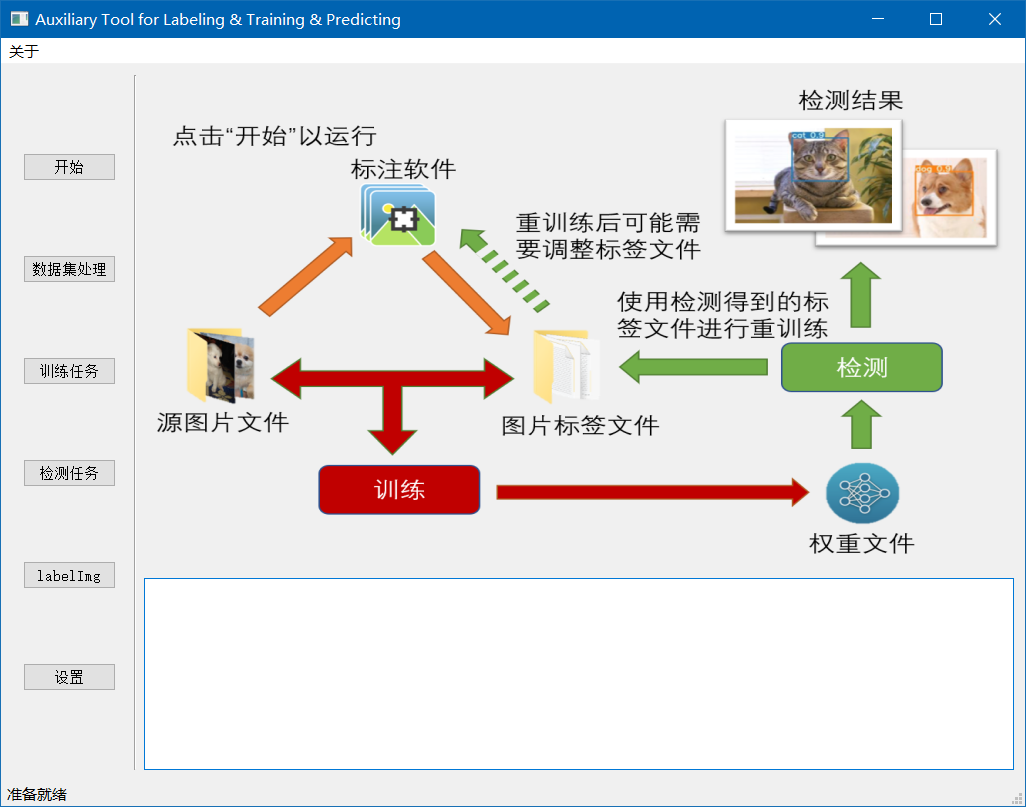 Auxiliary Tool for Labeling & Training & Predicting
关于
开始
数据集处理
训练任务
检测任务
labelImg
设置
点击“开始”以运行
标注软件
检测结果
cat 0.9
dog 0.9
重训练后可能需
要调整标签文件
使用检测得到的标
签文件进行重训练
检测
源图片文件
图片标签文件
训练
权重文件
准备就绪